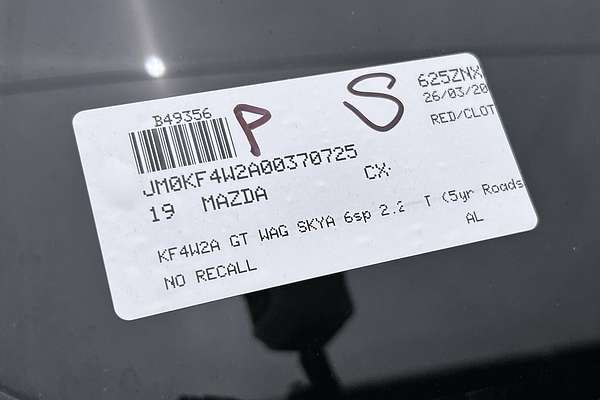 B49356
P S
625ZNX
26/03/20
RED/CLOT
JM0KF4W2A00370725
19 MAZDA CX-
KF4W2A GT WAG SKYA 6sp 2.2 T (5yr Roads
AL
NO RECALL